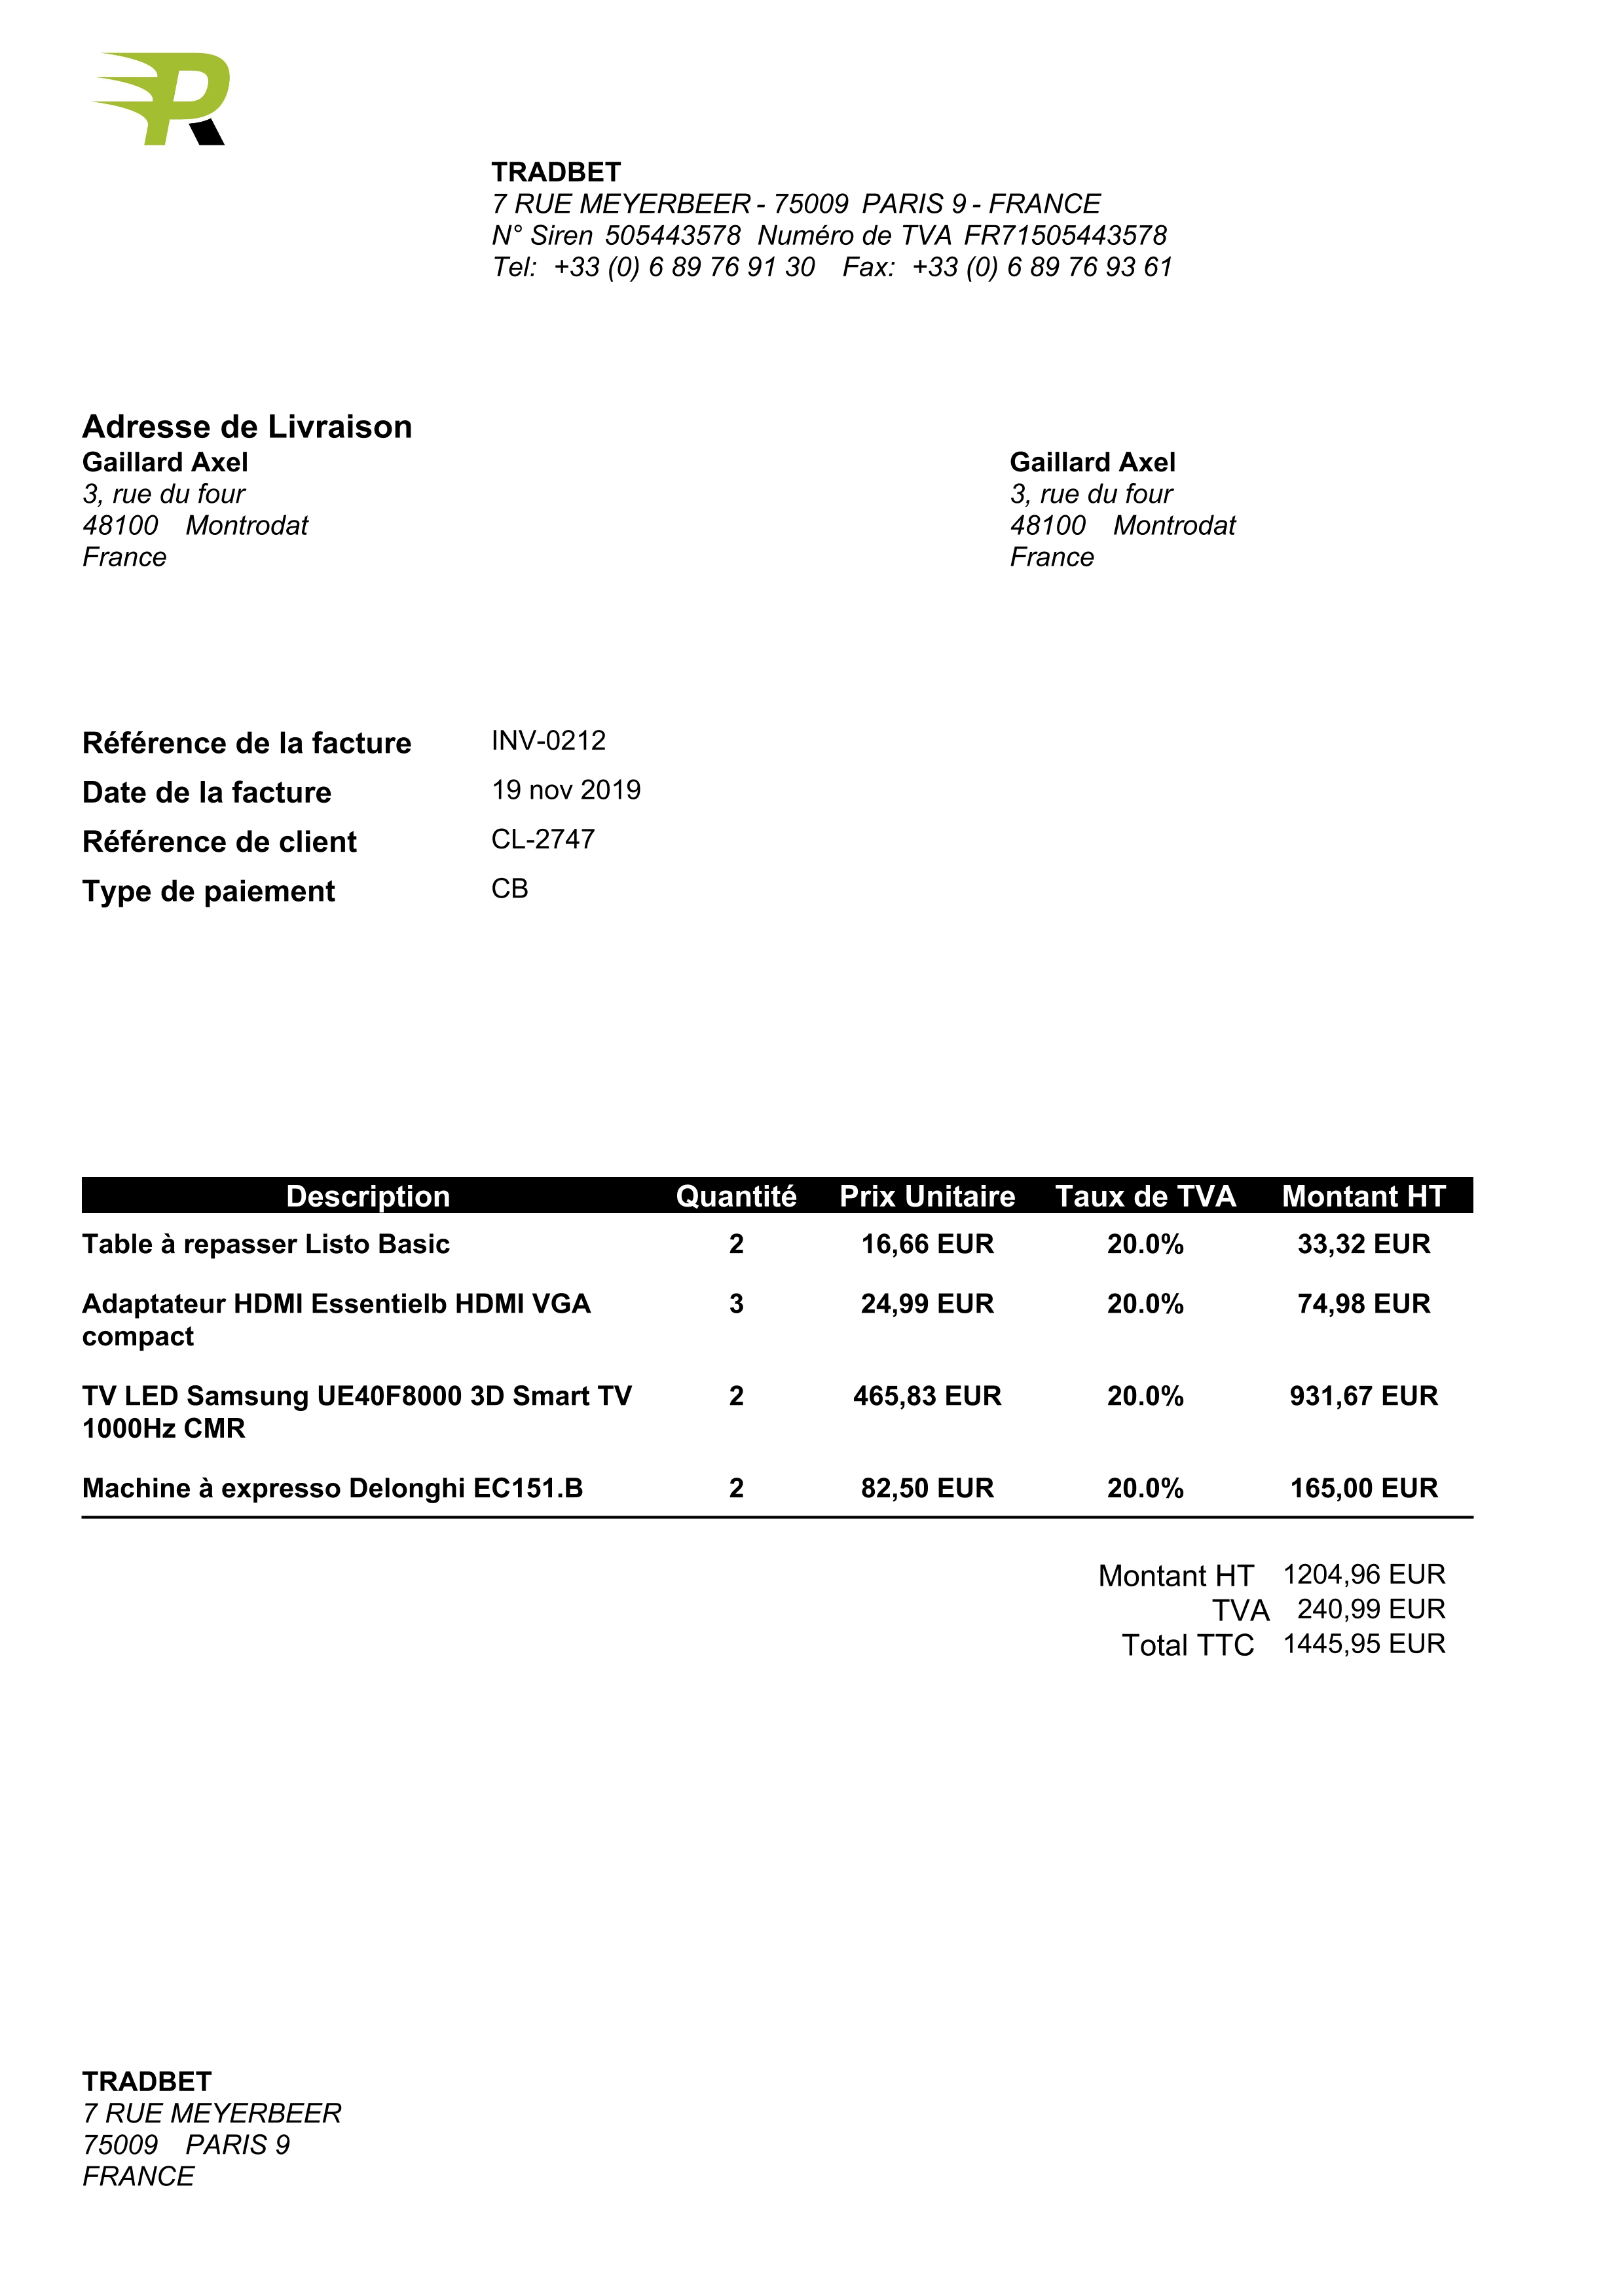 R
TRADBET
7 RUE MEYERBEER - 75009 PARIS 9 - FRANCE
N° Siren 505443578 Numéro de TVA FR71505443578
Tel: +33 (0) 6 89 76 91 30 Fax: +33 (0) 6 89 76 93 61
Adresse de Livraison
Gaillard Axel
3, rue du four
48100 Montrodat
France
Gaillard Axel
3, rue du four
48100 Montrodat
France
Référence de la facture INV-0212
Date de la facture 19 nov 2019
Référence de client CL-2747
Type de paiement CB
Description Quantité Prix Unitaire Taux de TVA Montant HT
Table à repasser Listo Basic 2 16,66 EUR 20.0% 33,32 EUR
Adaptateur HDMI Essentielb HDMI VGA 3 24,99 EUR 20.0% 74,98 EUR
compact
TV LED Samsung UE40F8000 3D Smart TV 2 465,83 EUR 20.0% 931,67 EUR
1000Hz CMR
Machine à expresso Delonghi EC151.B 2 82,50 EUR 20.0% 165,00 EUR
Montant HT 1204,96 EUR
TVA 240,99 EUR
Total TTC 1445,95 EUR
TRADBET
7 RUE MEYERBEER
75009 PARIS 9
FRANCE